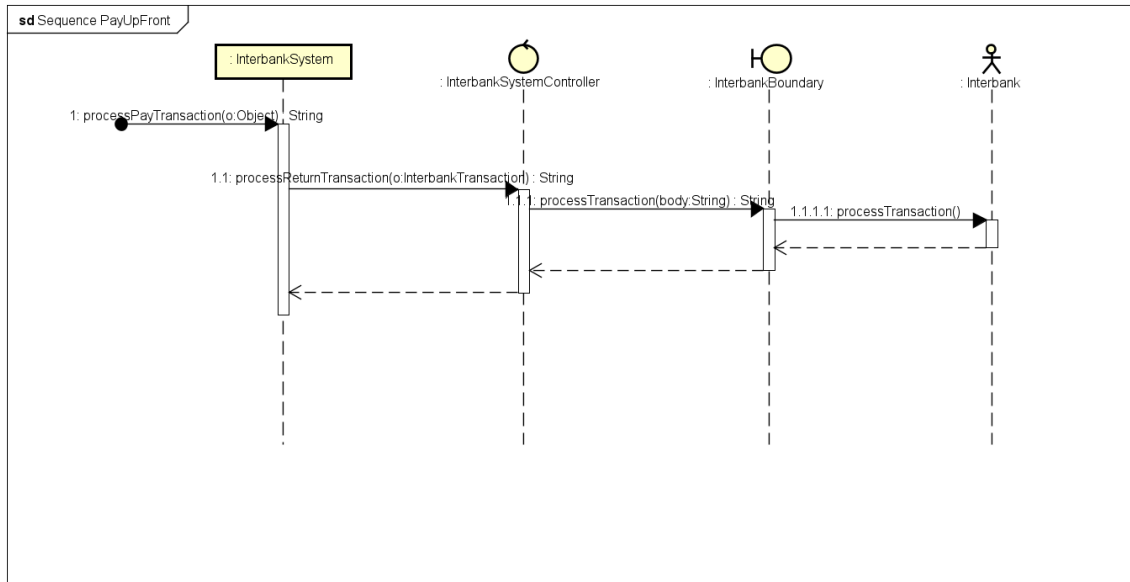 sd Sequence PayUpFront
: InterbankSystem
: InterbankSystemController
: InterbankBoundary
: Interbank
1: processPayTransaction(o:Object) : String
1.1: processReturnTransaction(o:InterbankTransaction) : String
1.1.1: processTransaction(body:String) : String
1.1.1.1: processTransaction()